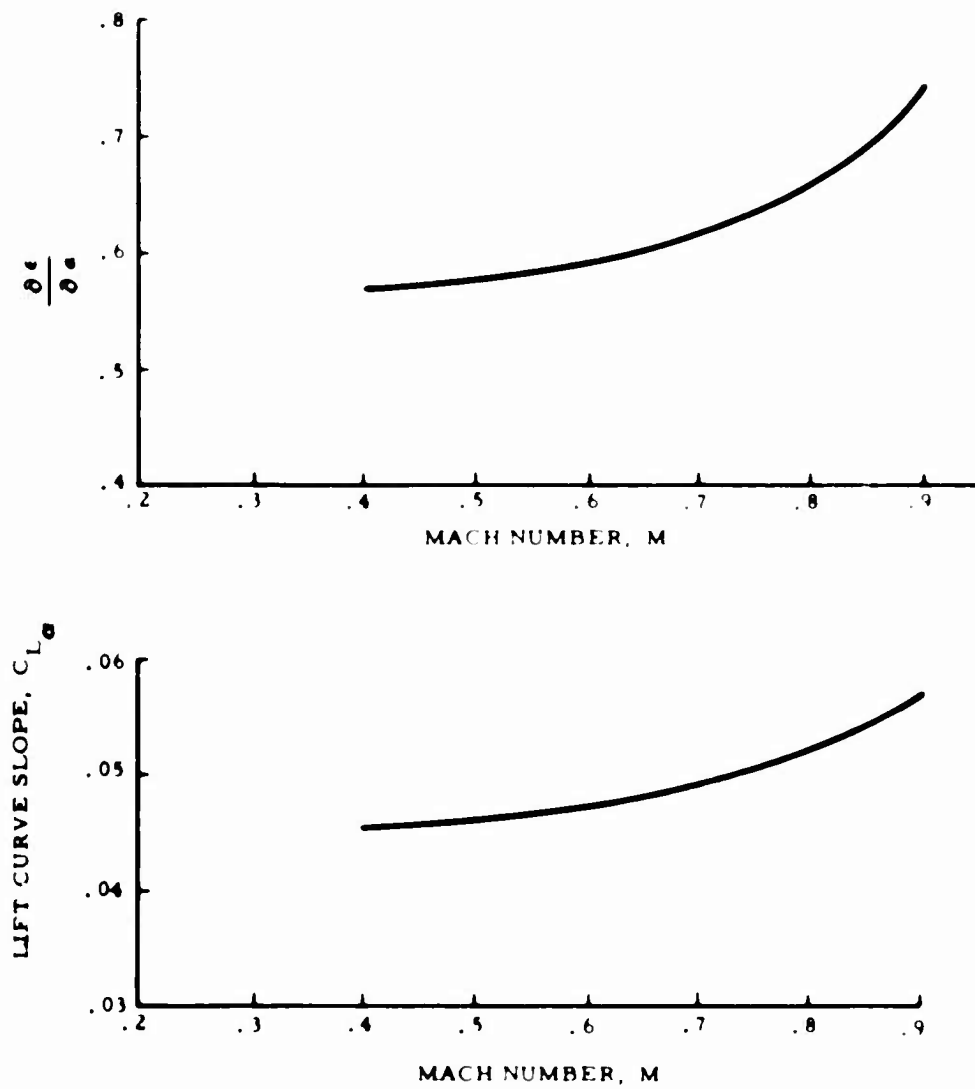 .8
.7
.6
.5
.4
∂ϵ
∂α
.2 .3 .4 .5 .6 .7 .8 .9
MACH NUMBER, M
LIFT CURVE SLOPE, C_Lα
.06
.05
.04
.03
.2 .3 .4 .5 .6 .7 .8 .9
MACH NUMBER, M